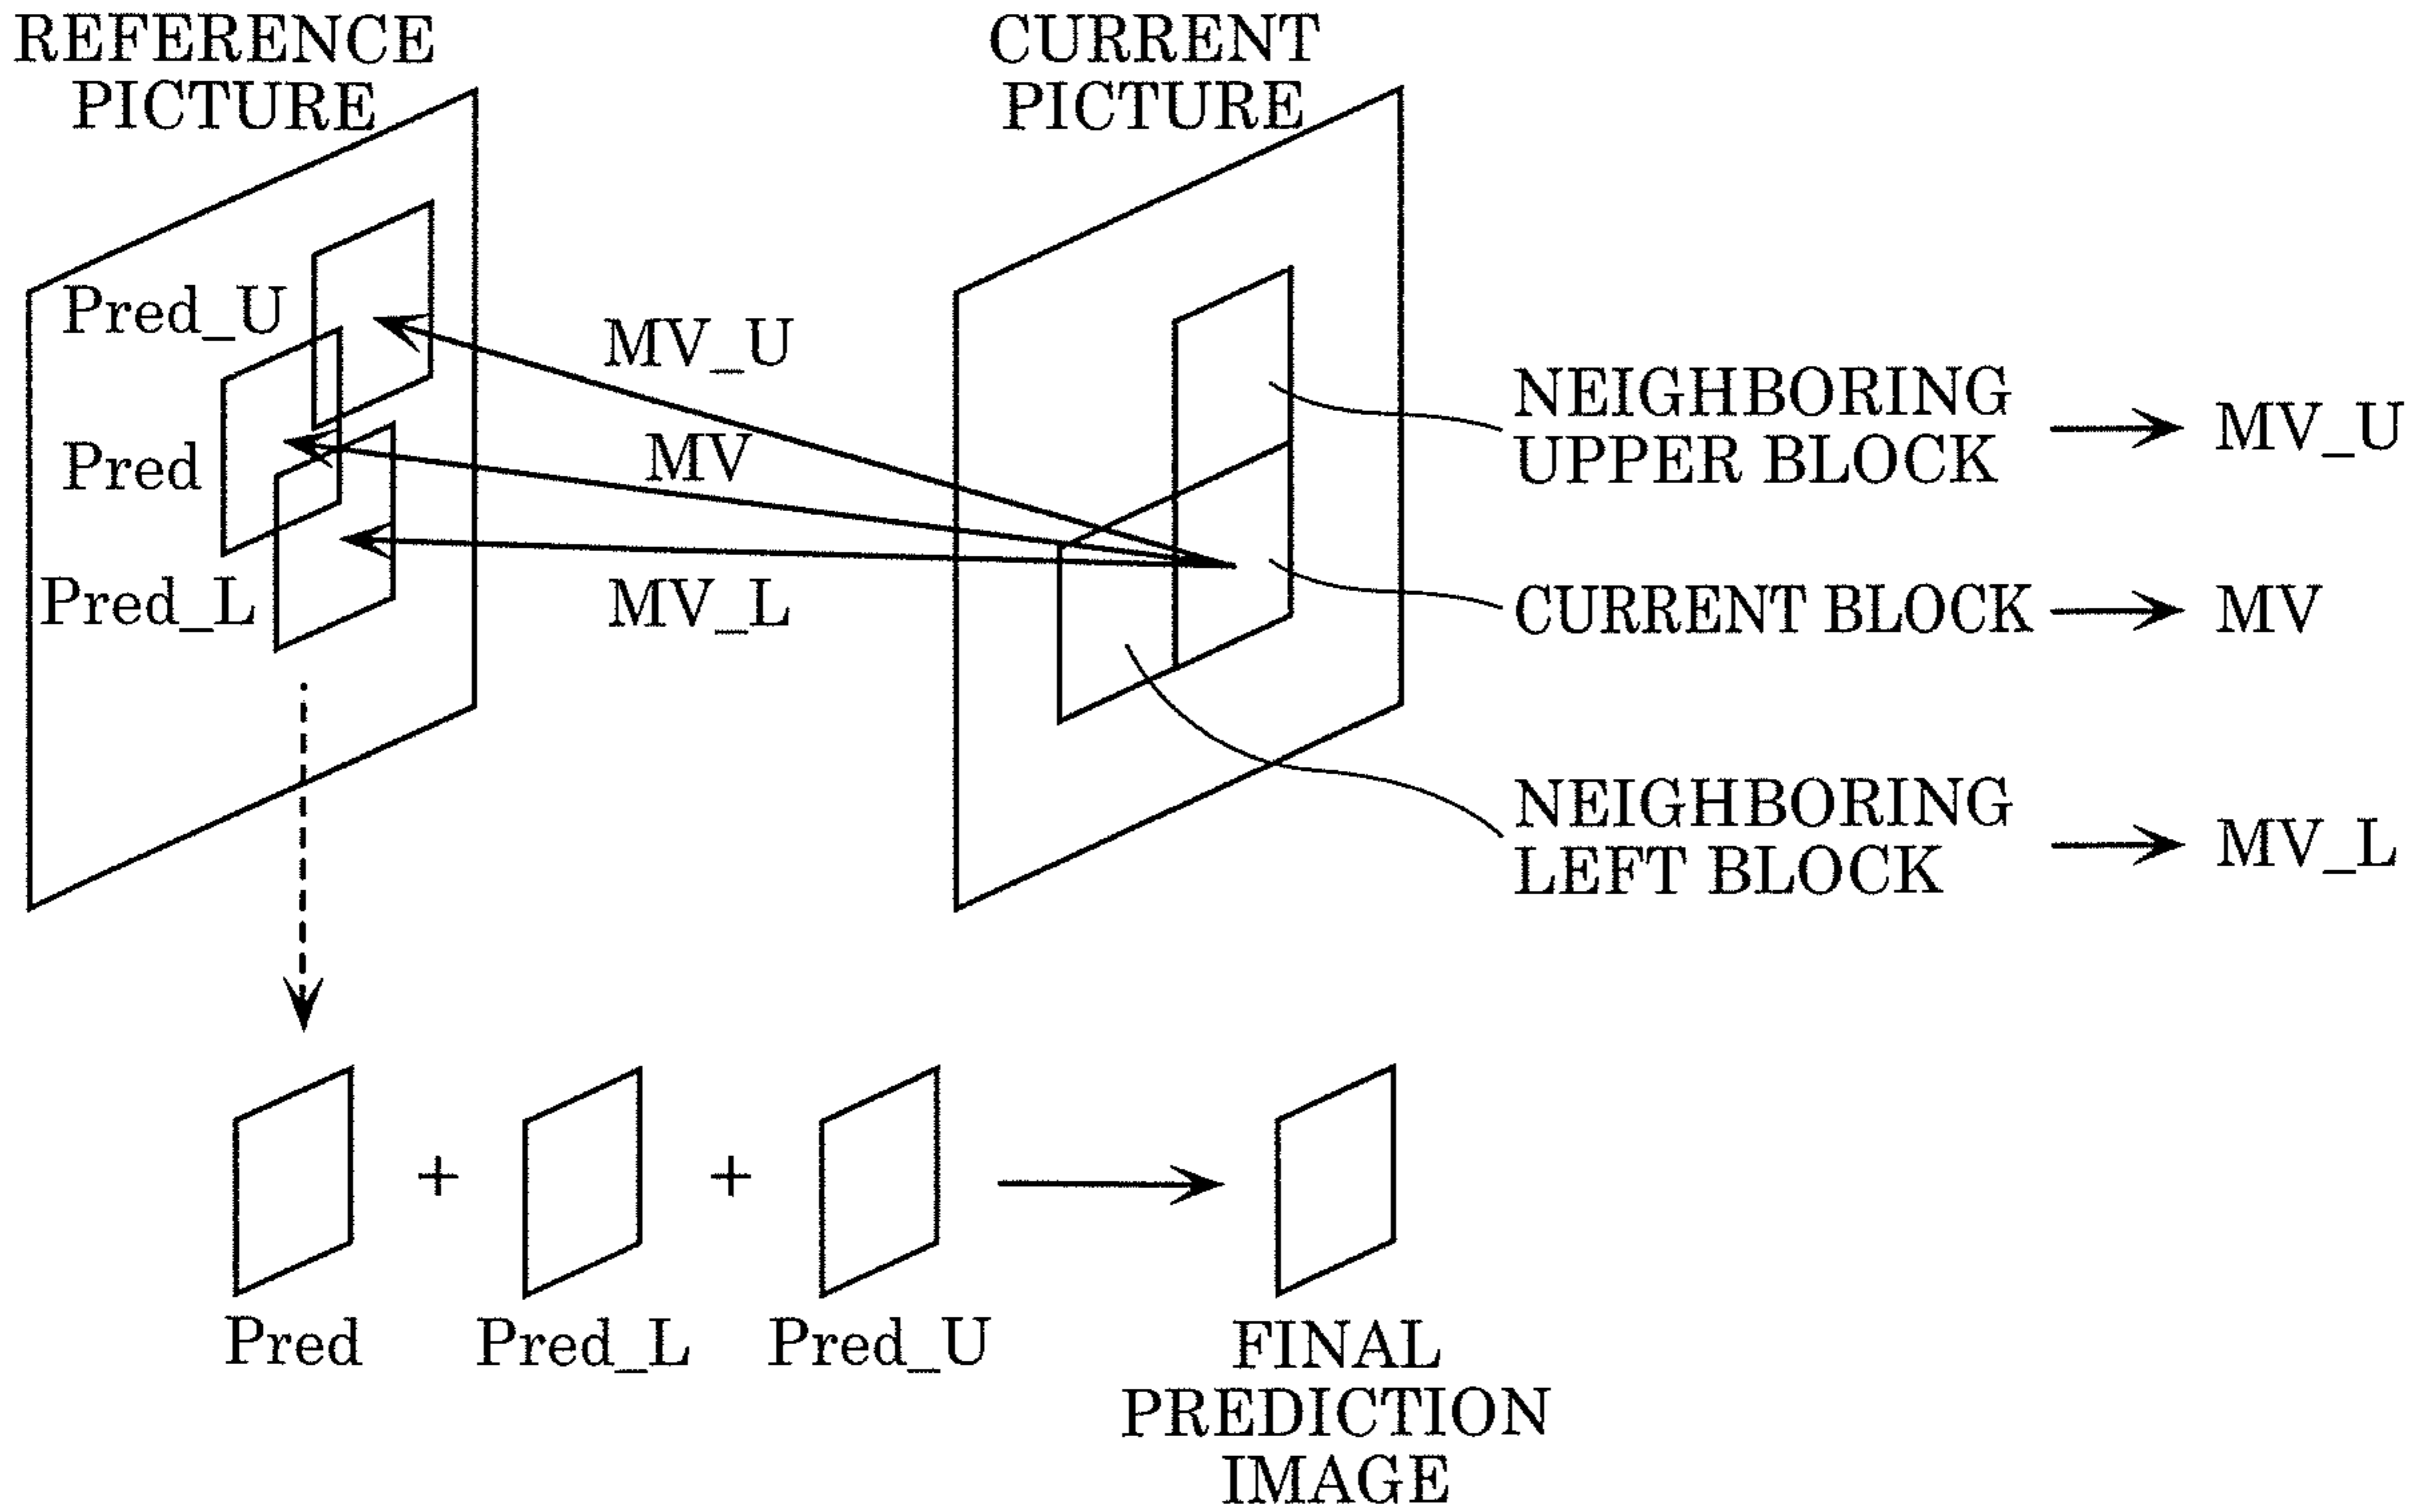 REFERENCE
PICTURE
CURRENT
PICTURE
Pred_U
MV_U
NEIGHBORING
UPPER BLOCK
MV_U
Pred
MV
Pred_L
MV_L
CURRENT BLOCK
MV
NEIGHBORING
LEFT BLOCK
MV_L
+
+
Pred
Pred_L
Pred_U
FINAL
PREDICTION
IMAGE